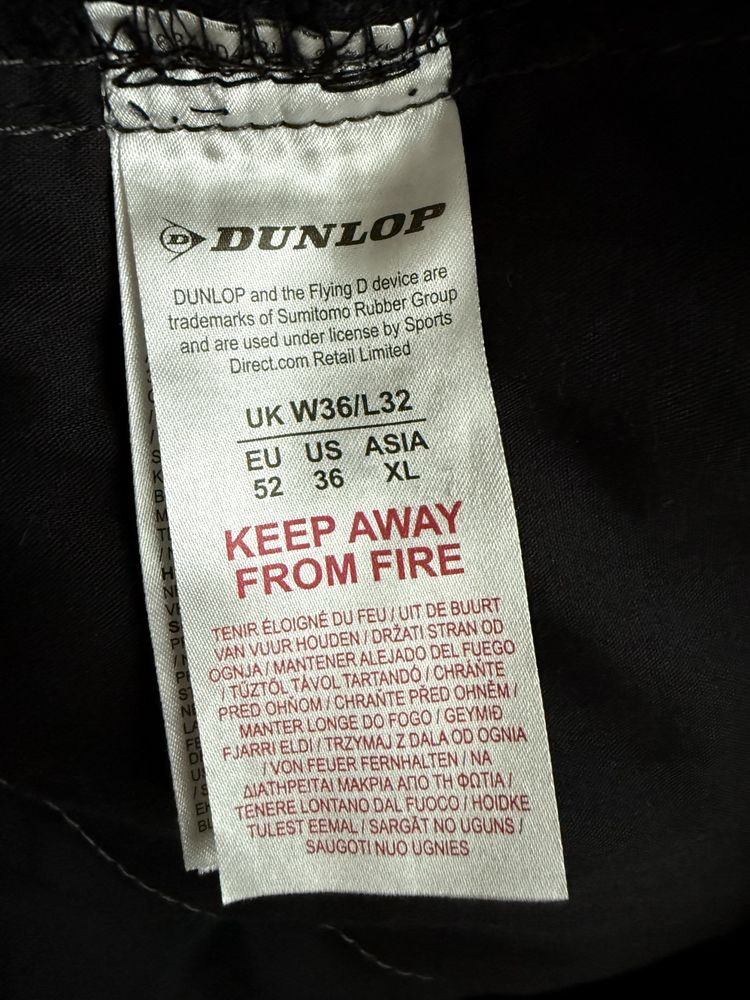 D DUNLOP
DUNLOP and the Flying D device are
trademarks of Sumitomo Rubber Group
and are used under license by Sports
Direct.com Retail Limited
UK W36/L32
EU US ASIA
52 36 XL
KEEP AWAY
FROM FIRE
TENIR ÉLOIGNÉ DU FEU / UIT DE BUURT
VAN VUUR HOUDEN / DRŽATI STRAN OD
OGNJA / MANTENER ALEJADO DEL FUEGO
/ TŰZTŐL TÁVOL TARTANDÓ / CHRÁŇTE
PRED OHŇOM / CHRAŇTE PŘED OHNĚM /
MANTER LONGE DO FOGO / GEYMIÐ
FJARRI ELDI / TRZYMAJ Z DALA OD OGNIA
/ VON FEUER FERNHALTEN / ΝΑ
ΔΙΑΤΗΡΕΙΤΑΙ ΜΑΚΡΙΑ ΑΠΟ ΤΗ ΦΩΤΙΑ /
TENERE LONTANO DAL FUOCO / HOIDKE
TULEST EEMAL / SARGĀT NO UGUNS /
SAUGOTI NUO UGNIES